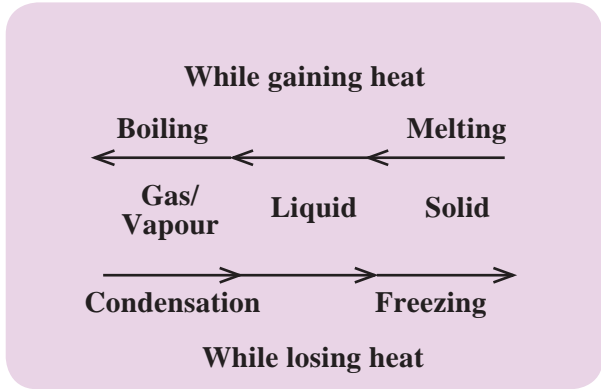 While gaining heat
Boiling Melting
Gas/
Vapour Liquid Solid
Condensation Freezing
While losing heat